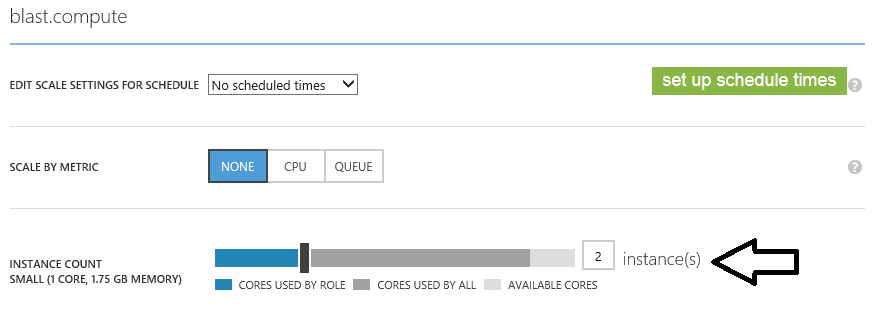 blast.compute
EDIT SCALE SETTINGS FOR SCHEDULE No scheduled times set up schedule times ?
SCALE BY METRIC NONE CPU QUEUE ?
INSTANCE COUNT
SMALL (1 CORE, 1.75 GB MEMORY)
2 instance(s)
CORES USED BY ROLE CORES USED BY ALL AVAILABLE CORES